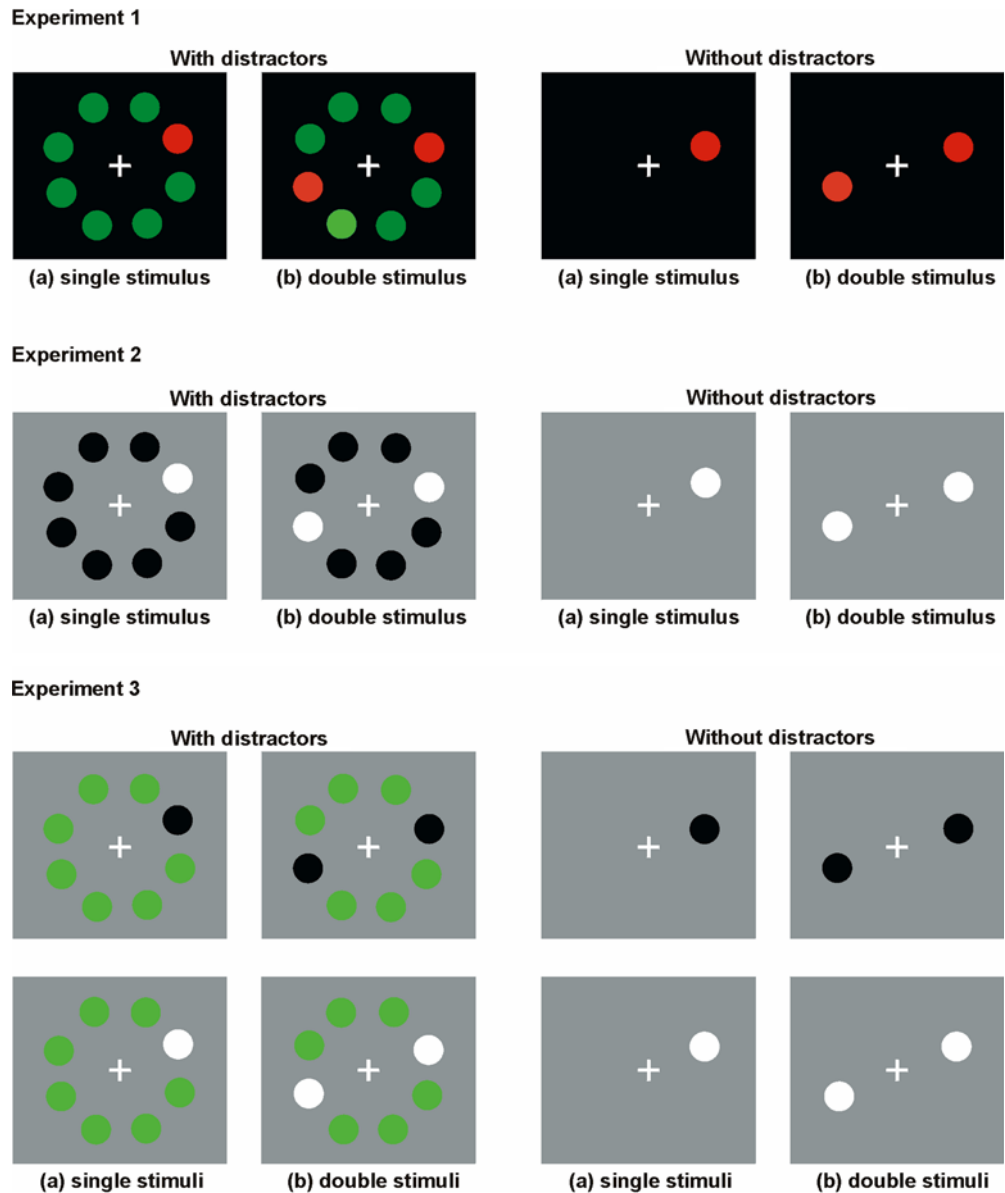 Experiment 1
With distractors Without distractors
(a) single stimulus (b) double stimulus (a) single stimulus (b) double stimulus
Experiment 2
With distractors Without distractors
(a) single stimulus (b) double stimulus (a) single stimulus (b) double stimulus
Experiment 3
With distractors Without distractors
(a) single stimuli (b) double stimuli (a) single stimuli (b) double stimuli